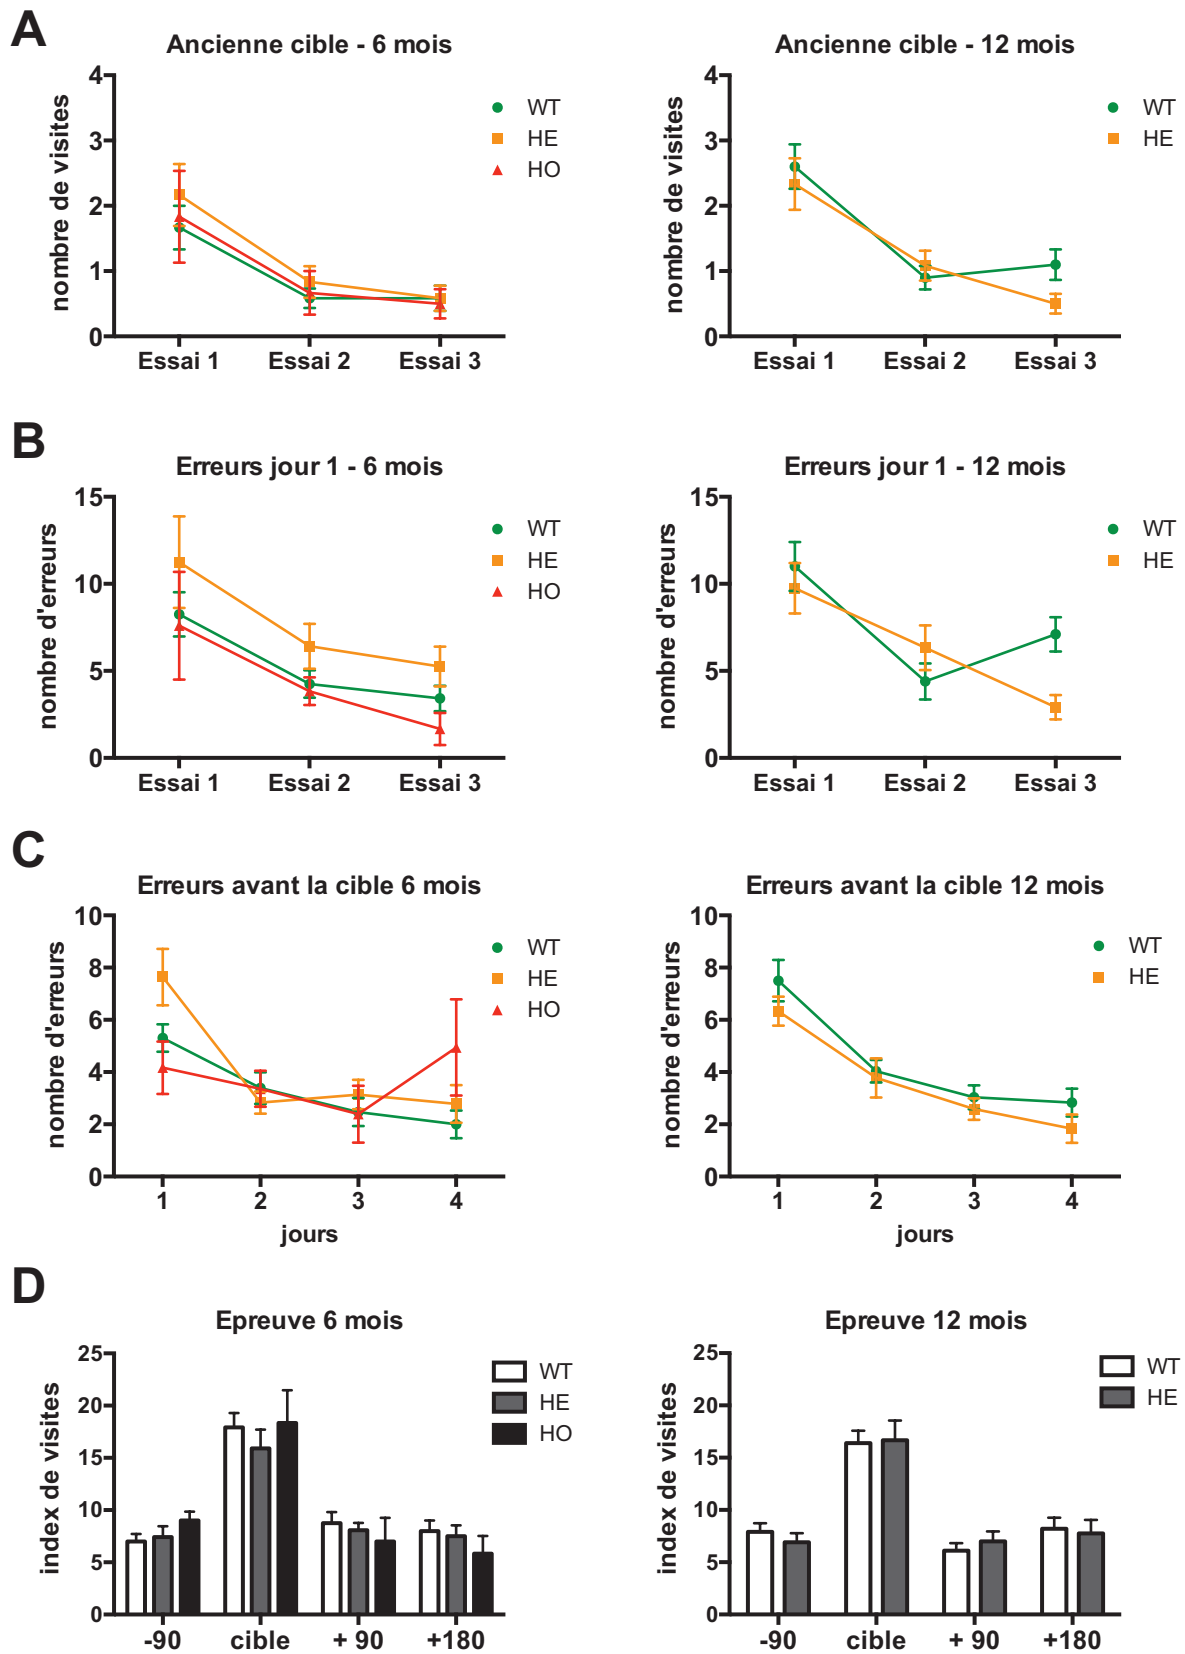 A
Ancienne cible - 6 mois
nombre de visites
4
3
2
1
0
Essai 1 Essai 2 Essai 3
WT
HE
HO
Ancienne cible - 12 mois
nombre de visites
4
3
2
1
0
Essai 1 Essai 2 Essai 3
WT
HE
B
Erreurs jour 1 - 6 mois
nombre d'erreurs
15
10
5
0
Essai 1 Essai 2 Essai 3
WT
HE
HO
Erreurs jour 1 - 12 mois
nombre d'erreurs
15
10
5
0
Essai 1 Essai 2 Essai 3
WT
HE
C
Erreurs avant la cible 6 mois
nombre d'erreurs
10
8
6
4
2
0
1 2 3 4
jours
WT
HE
HO
Erreurs avant la cible 12 mois
nombre d'erreurs
10
8
6
4
2
0
1 2 3 4
jours
WT
HE
D
Epreuve 6 mois
index de visites
25
20
15
10
5
0
-90 cible + 90 +180
WT
HE
HO
Epreuve 12 mois
index de visites
25
20
15
10
5
0
-90 cible + 90 +180
WT
HE